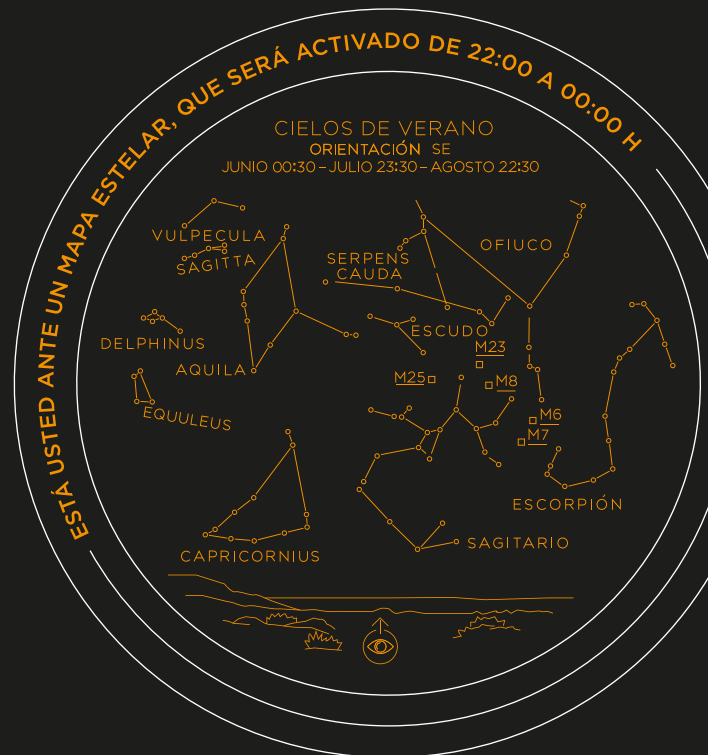 ESTÁ USTED ANTE UN MAPA ESTELAR, QUE SERÁ ACTIVADO DE 22:00 A 00:00 H
CIELOS DE VERANO
ORIENTACIÓN SE
JUNIO 00:30 – JULIO 23:30 – AGOSTO 22:30
VULPECULA
SAGITTA
SERPENS
CAUDA
OFIUCO
DELPHINUS
ESCUDO
AQUILA
M23
M25
M8
EQUULEUS
M6
M7
ESCORPIÓN
CAPRICORNIUS
SAGITARIO